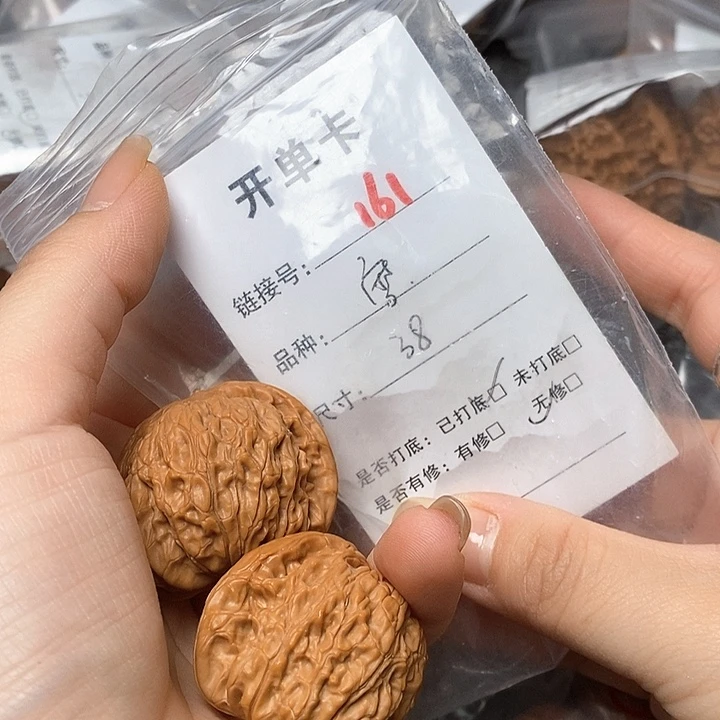 开单卡
链接号: 161
品种:
尺寸: 38
是否打底: 已打底☑ 未打底□
是否有修: 有修□ 无修□